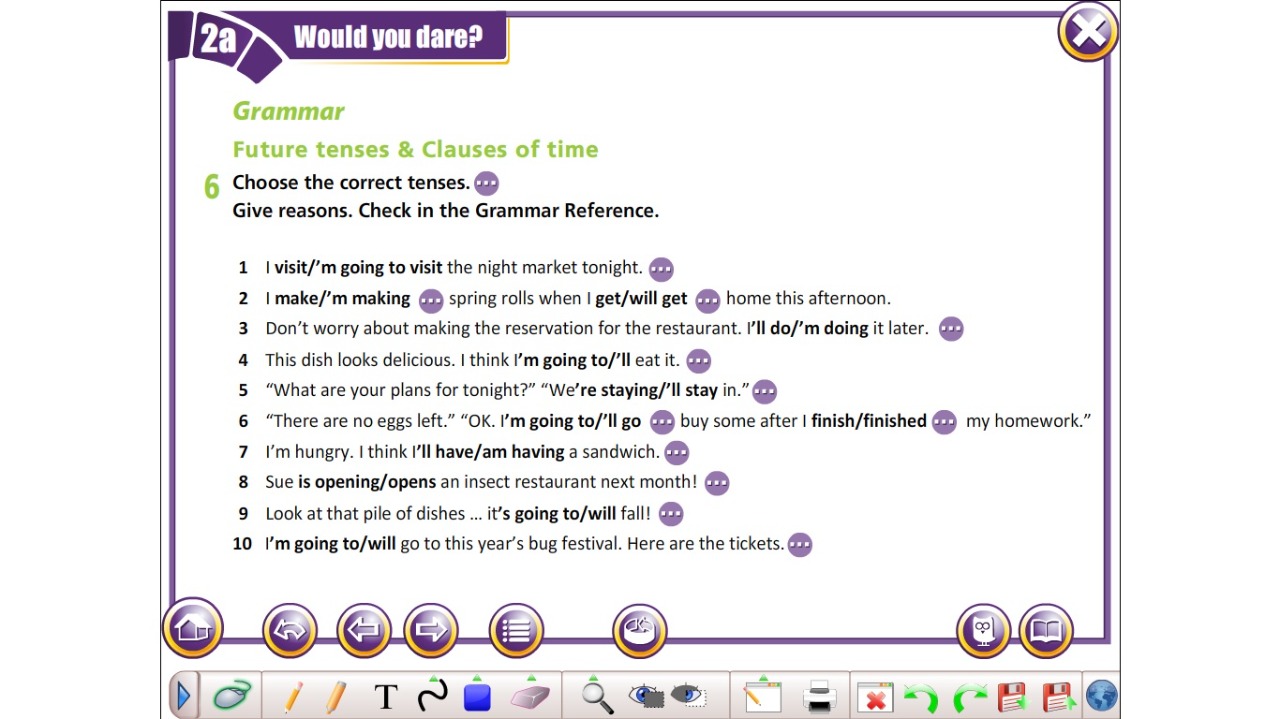 2a Would you dare?
Grammar
Future tenses & Clauses of time
6 Choose the correct tenses.
Give reasons. Check in the Grammar Reference.
1 I visit/’m going to visit the night market tonight.
2 I make/’m making spring rolls when I get/will get home this afternoon.
3 Don’t worry about making the reservation for the restaurant. I’ll do/’m doing it later.
4 This dish looks delicious. I think I’m going to/’ll eat it.
5 “What are your plans for tonight?” “We’re staying/’ll stay in.”
6 “There are no eggs left.” “OK. I’m going to/’ll go buy some after I finish/finished my homework.”
7 I’m hungry. I think I’ll have/am having a sandwich.
8 Sue is opening/opens an insect restaurant next month!
9 Look at that pile of dishes ... it’s going to/will fall!
10 I’m going to/will go to this year’s bug festival. Here are the tickets.
T